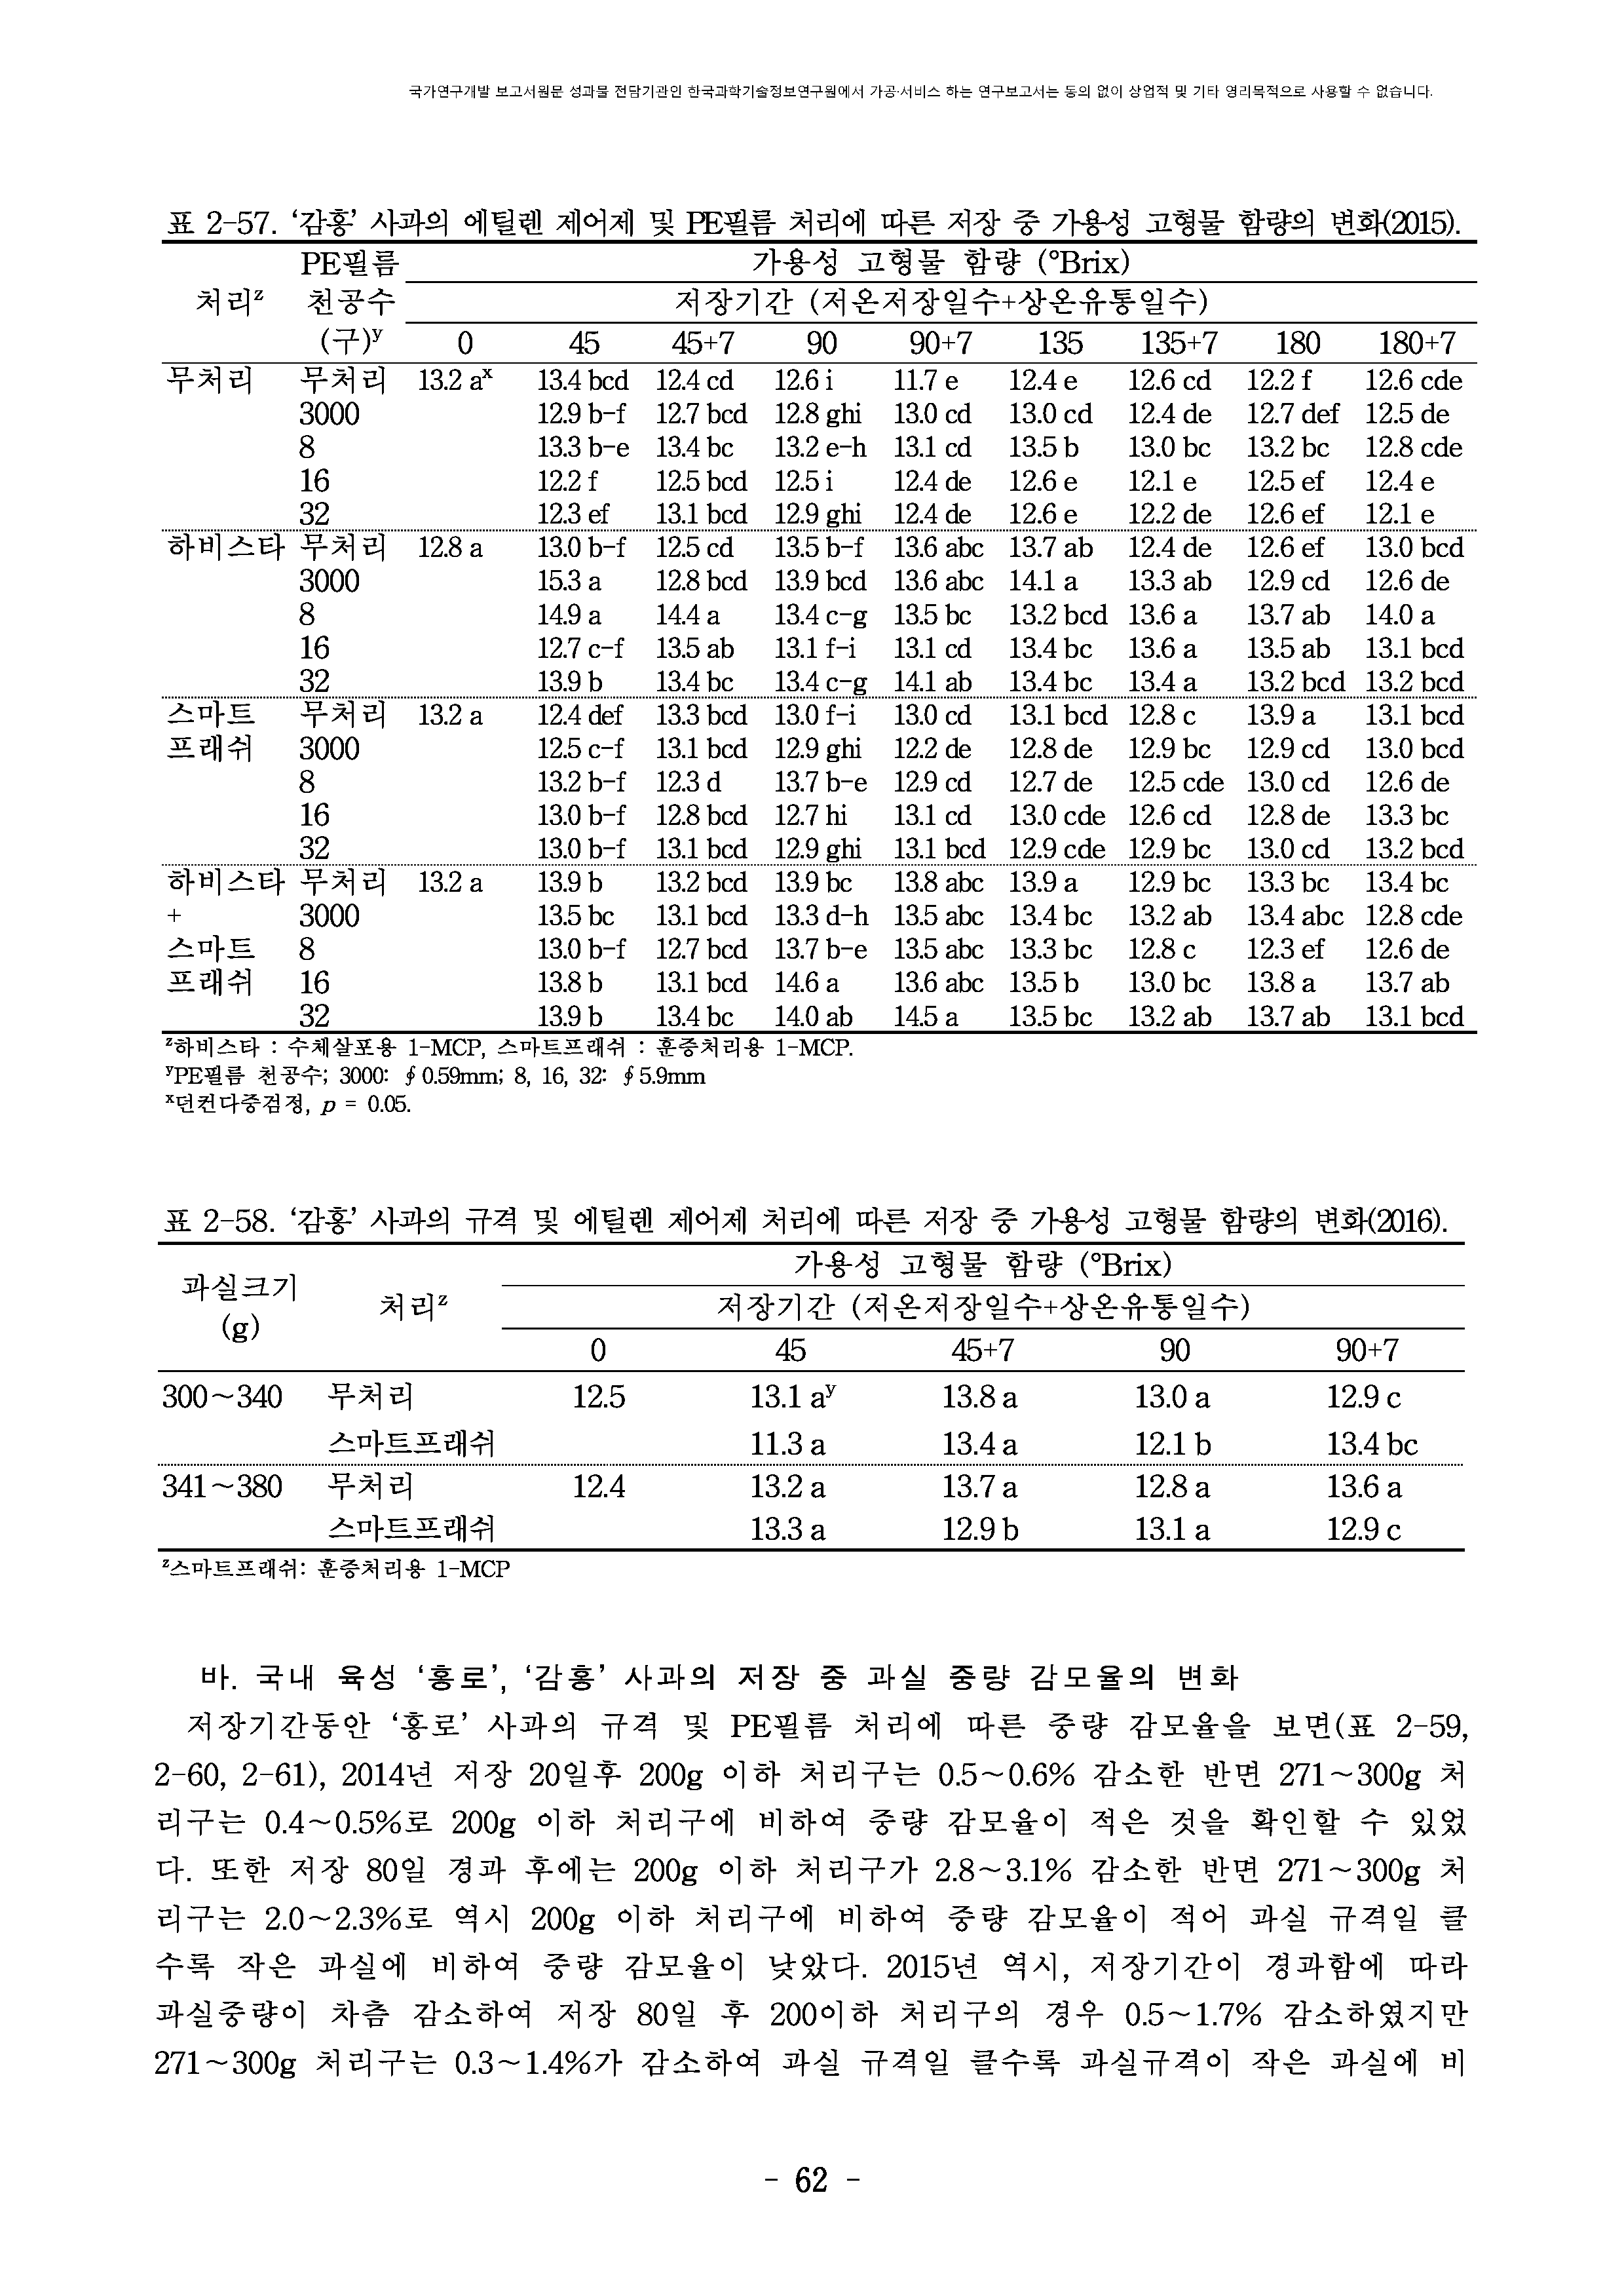 국가연구개발 보고서원문 성과물 전담기관인 한국과학기술정보연구원에서 가공·서비스 하는 연구보고서는 동의 없이 상업적 및 기타 영리목적으로 사용할 수 없습니다.
표 2-57. ‘감홍’ 사과의 에틸렌 제어제 및 PE필름 처리에 따른 저장 중 가용성 고형물 함량의 변화(2015).
PE필름 가용성 고형물 함량 (°Brix)
처리ᶻ 천공수 저장기간 (저온저장일수+상온유통일수)
(구)ʸ 0 45 45+7 90 90+7 135 135+7 180 180+7
무처리 무처리 13.2 aˣ 13.4 bcd 12.4 cd 12.6 i 11.7 e 12.4 e 12.6 cd 12.2 f 12.6 cde
3000 12.9 b-f 12.7 bcd 12.8 ghi 13.0 cd 13.0 cd 12.4 de 12.7 def 12.5 de
8 13.3 b-e 13.4 bc 13.2 e-h 13.1 cd 13.5 b 13.0 bc 13.2 bc 12.8 cde
16 12.2 f 12.5 bcd 12.5 i 12.4 de 12.6 e 12.1 e 12.5 ef 12.4 e
32 12.3 ef 13.1 bcd 12.9 ghi 12.4 de 12.6 e 12.2 de 12.6 ef 12.1 e
하비스타 무처리 12.8 a 13.0 b-f 12.5 cd 13.5 b-f 13.6 abc 13.7 ab 12.4 de 12.6 ef 13.0 bcd
3000 15.3 a 12.8 bcd 13.9 bcd 13.6 abc 14.1 a 13.3 ab 12.9 cd 12.6 de
8 14.9 a 14.4 a 13.4 c-g 13.5 bc 13.2 bcd 13.6 a 13.7 ab 14.0 a
16 12.7 c-f 13.5 ab 13.1 f-i 13.1 cd 13.4 bc 13.6 a 13.5 ab 13.1 bcd
32 13.9 b 13.4 bc 13.4 c-g 14.1 ab 13.4 bc 13.4 a 13.2 bcd 13.2 bcd
스마트 무처리 13.2 a 12.4 def 13.3 bcd 13.0 f-i 13.0 cd 13.1 bcd 12.8 c 13.9 a 13.1 bcd
프래쉬 3000 12.5 c-f 13.1 bcd 12.9 ghi 12.2 de 12.8 de 12.9 bc 12.9 cd 13.0 bcd
8 13.2 b-f 12.3 d 13.7 b-e 12.9 cd 12.7 de 12.5 cde 13.0 cd 12.6 de
16 13.0 b-f 12.8 bcd 12.7 hi 13.1 cd 13.0 cde 12.6 cd 12.8 de 13.3 bc
32 13.0 b-f 13.1 bcd 12.9 ghi 13.1 bcd 12.9 cde 12.9 bc 13.0 cd 13.2 bcd
하비스타 무처리 13.2 a 13.9 b 13.2 bcd 13.9 bc 13.8 abc 13.9 a 12.9 bc 13.3 bc 13.4 bc
+ 3000 13.5 bc 13.1 bcd 13.3 d-h 13.5 abc 13.4 bc 13.2 ab 13.4 abc 12.8 cde
스마트 8 13.0 b-f 12.7 bcd 13.7 b-e 13.5 abc 13.3 bc 12.8 c 12.3 ef 12.6 de
프래쉬 16 13.8 b 13.1 bcd 14.6 a 13.6 abc 13.5 b 13.0 bc 13.8 a 13.7 ab
32 13.9 b 13.4 bc 14.0 ab 14.5 a 13.5 bc 13.2 ab 13.7 ab 13.1 bcd
ᶻ하비스타 : 수체살포용 1-MCP, 스마트프래쉬 : 훈증처리용 1-MCP.
ʸPE필름 천공수; 3000: ∮0.59mm; 8, 16, 32: ∮5.9mm
ˣ던컨다중검정, p = 0.05.
표 2-58. ‘감홍’ 사과의 규격 및 에틸렌 제어제 처리에 따른 저장 중 가용성 고형물 함량의 변화(2016).
가용성 고형물 함량 (°Brix)
과실크기 (g) 처리ᶻ 저장기간 (저온저장일수+상온유통일수)
0 45 45+7 90 90+7
300~340 무처리 12.5 13.1 aʸ 13.8 a 13.0 a 12.9 c
스마트프래쉬 11.3 a 13.4 a 12.1 b 13.4 bc
341~380 무처리 12.4 13.2 a 13.7 a 12.8 a 13.6 a
스마트프래쉬 13.3 a 12.9 b 13.1 a 12.9 c
ᶻ스마트프래쉬: 훈증처리용 1-MCP
바. 국내 육성 ‘홍로’, ‘감홍’ 사과의 저장 중 과실 중량 감모율의 변화
저장기간동안 ‘홍로’ 사과의 규격 및 PE필름 처리에 따른 중량 감모율을 보면(표 2-59,
2-60, 2-61), 2014년 저장 20일후 200g 이하 처리구는 0.5~0.6% 감소한 반면 271~300g 처
리구는 0.4~0.5%로 200g 이하 처리구에 비하여 중량 감모율이 적은 것을 확인할 수 있었
다. 또한 저장 80일 경과 후에는 200g 이하 처리구가 2.8~3.1% 감소한 반면 271~300g 처
리구는 2.0~2.3%로 역시 200g 이하 처리구에 비하여 중량 감모율이 적어 과실 규격일 클
수록 작은 과실에 비하여 중량 감모율이 낮았다. 2015년 역시, 저장기간이 경과함에 따라
과실중량이 차츰 감소하여 저장 80일 후 200이하 처리구의 경우 0.5~1.7% 감소하였지만
271~300g 처리구는 0.3~1.4%가 감소하여 과실 규격일 클수록 과실규격이 작은 과실에 비
- 62 -